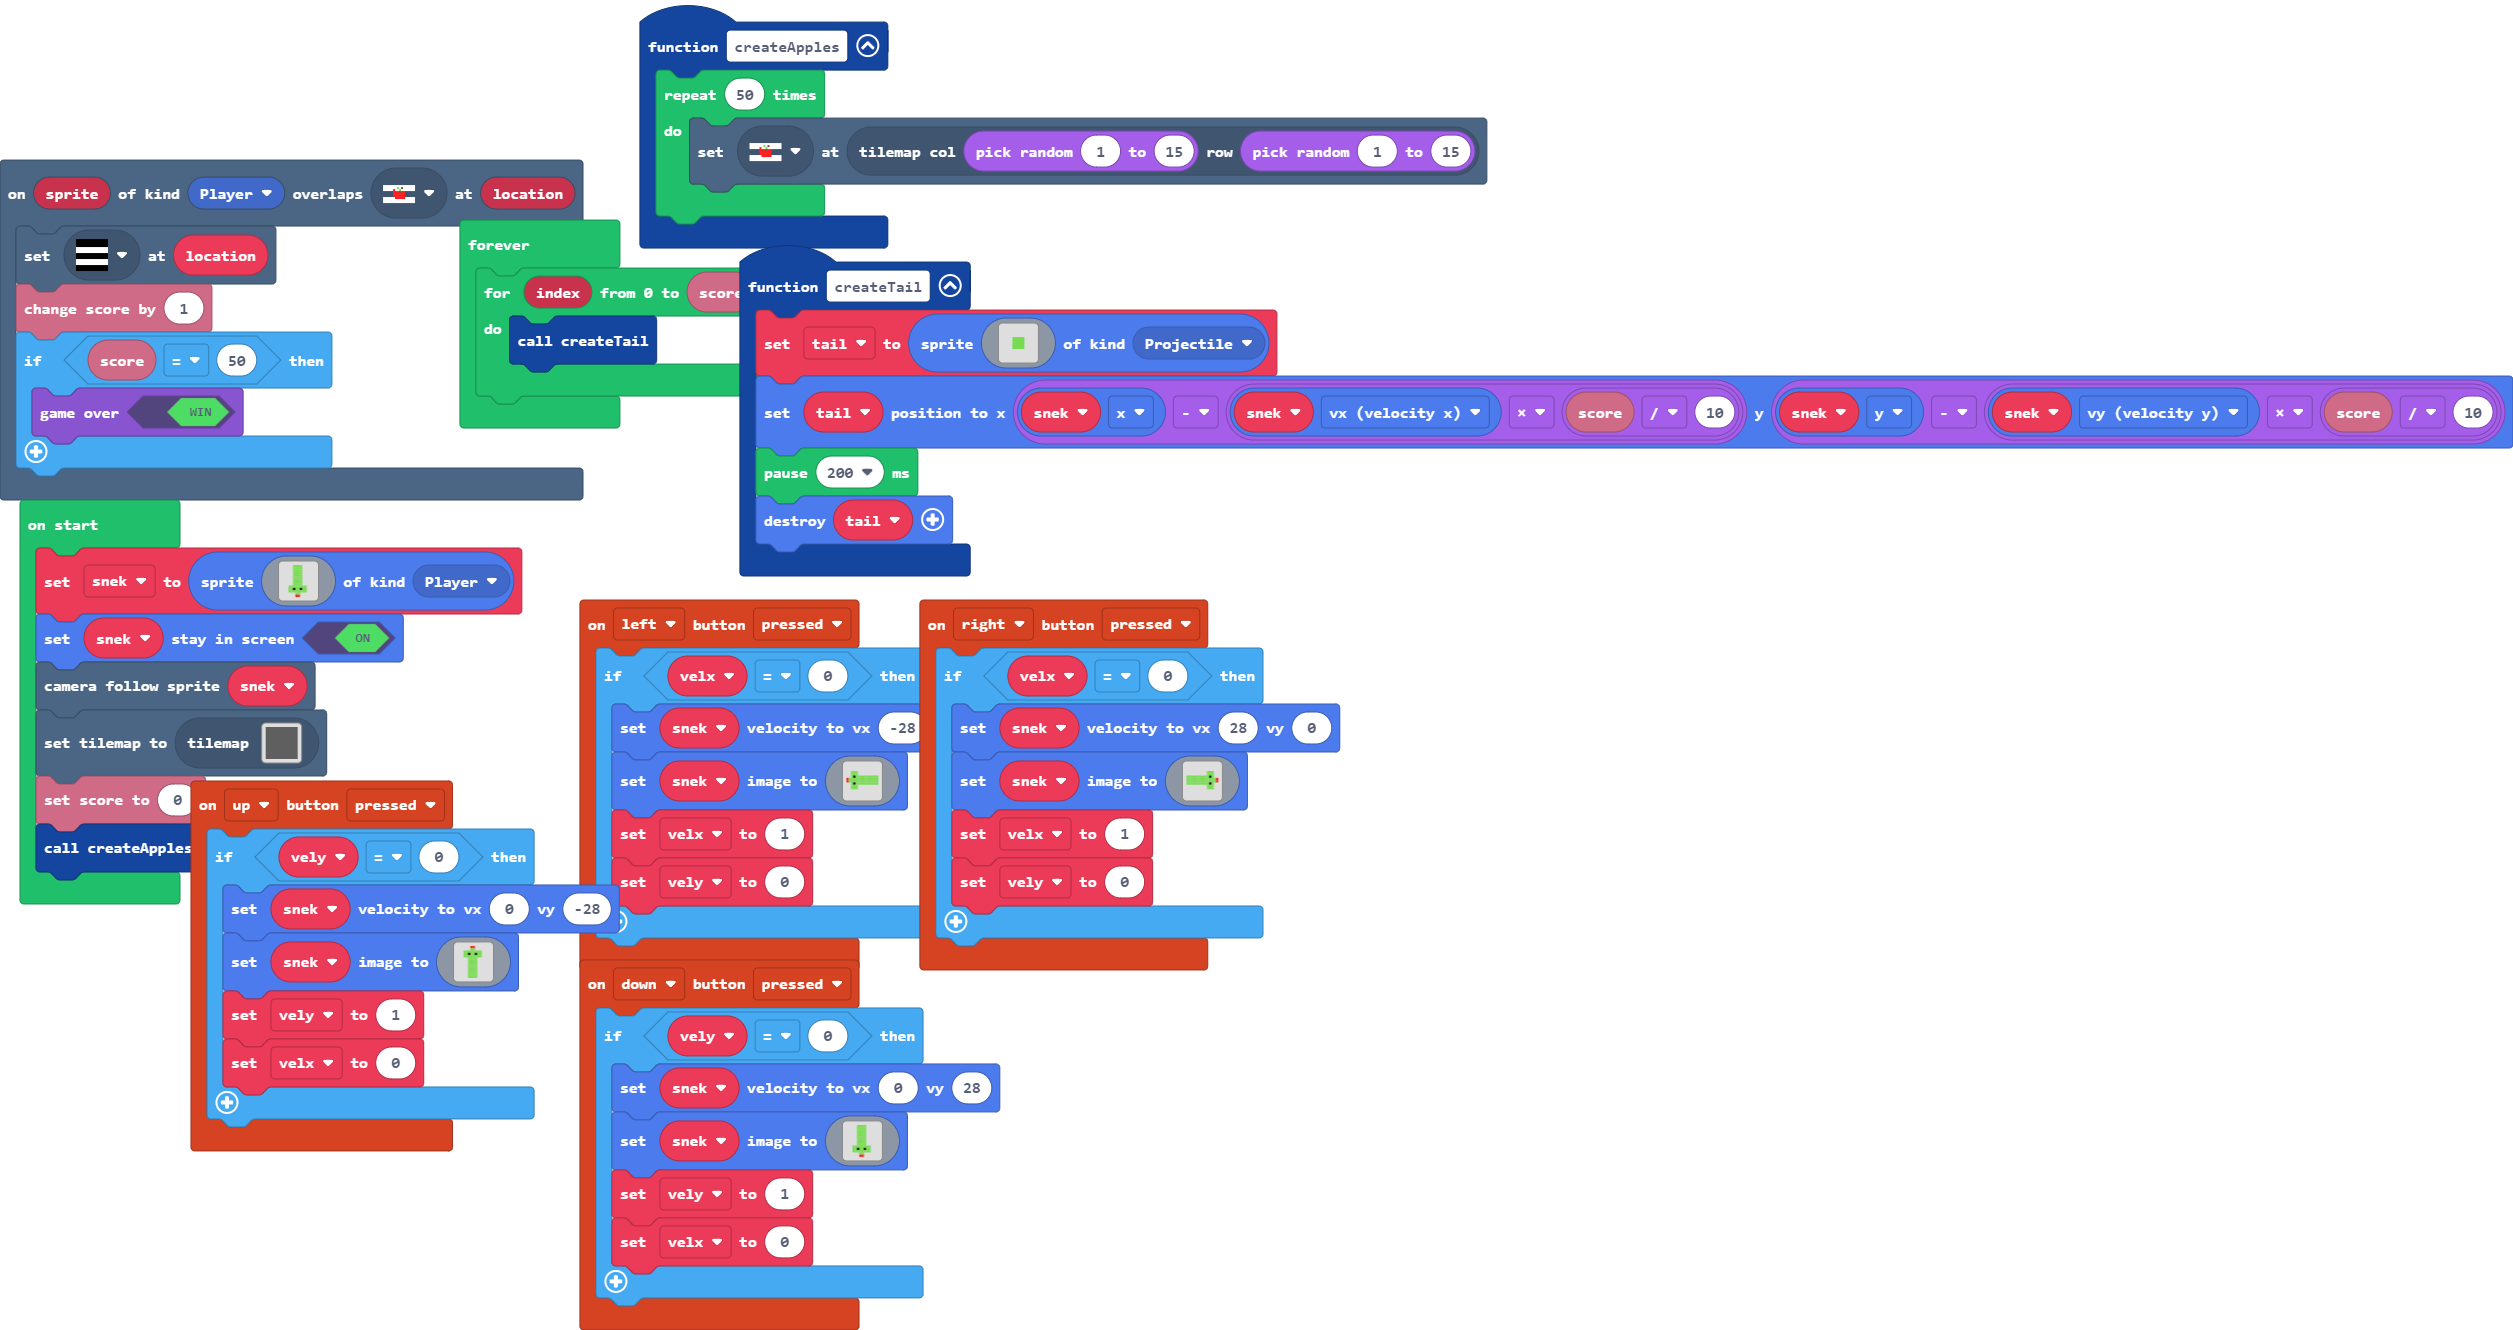 function createApples
repeat 50 times
do set at tilemap col pick random 1 to 15 row pick random 1 to 15
on sprite of kind Player overlaps at location
set at location
change score by 1
if score = 50 then
game over WIN
forever
for index from 0 to score
do call createTail
function createTail
set tail to sprite of kind Projectile
set tail position to x snek x - snek vx (velocity x) × score / 10 y snek y - snek vy (velocity y) × score / 10
pause 200 ms
destroy tail
on start
set snek to sprite of kind Player
set snek stay in screen ON
camera follow sprite snek
set tilemap to tilemap
set score to 0
call createApples
on up button pressed
if vely = 0 then
set snek velocity to vx 0 vy -28
set snek image to
set vely to 1
set velx to 0
on left button pressed
if velx = 0 then
set snek velocity to vx -28
set snek image to
set velx to 1
set vely to 0
on right button pressed
if velx = 0 then
set snek velocity to vx 28 vy 0
set snek image to
set velx to 1
set vely to 0
on down button pressed
if vely = 0 then
set snek velocity to vx 0 vy 28
set snek image to
set vely to 1
set velx to 0